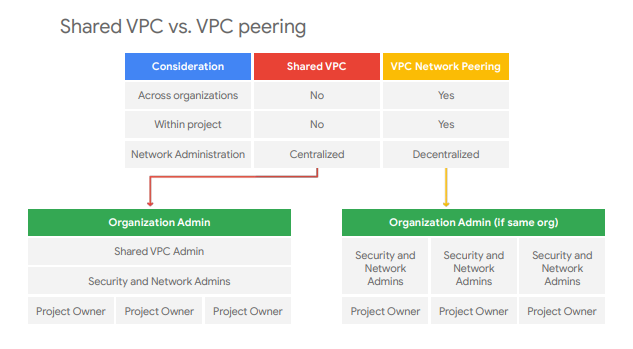 Shared VPC vs. VPC peering
Consideration Shared VPC VPC Network Peering
Across organizations No Yes
Within project No Yes
Network Administration Centralized Decentralized
Organization Admin
Shared VPC Admin
Security and Network Admins
Project Owner Project Owner Project Owner
Organization Admin (if same org)
Security and Security and Security and
Network Network Network
Admins Admins Admins
Project Owner Project Owner Project Owner